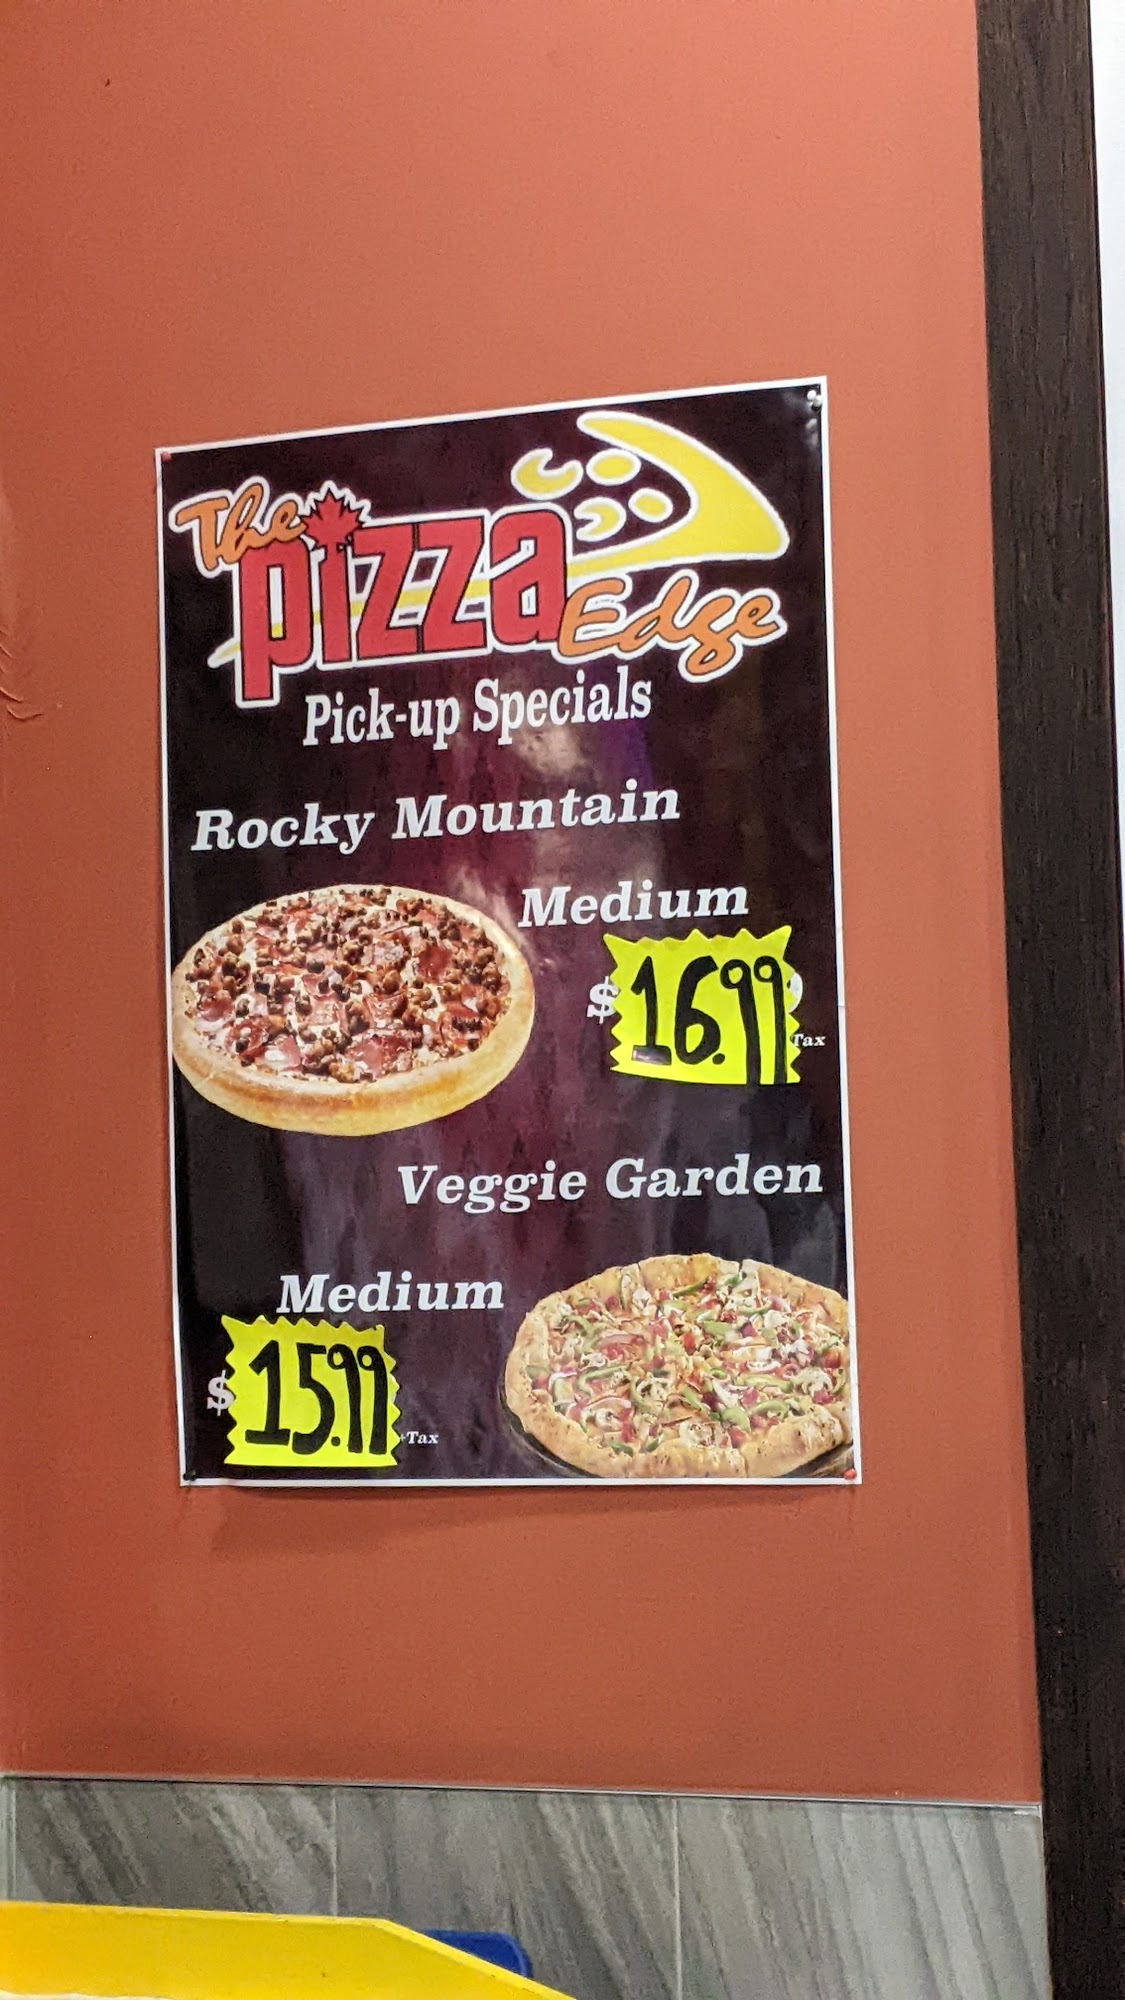 The
pizza
Edge
Pick-up Specials
Rocky Mountain
Medium
$16.99
Tax
Veggie Garden
Medium
$15.99
+Tax